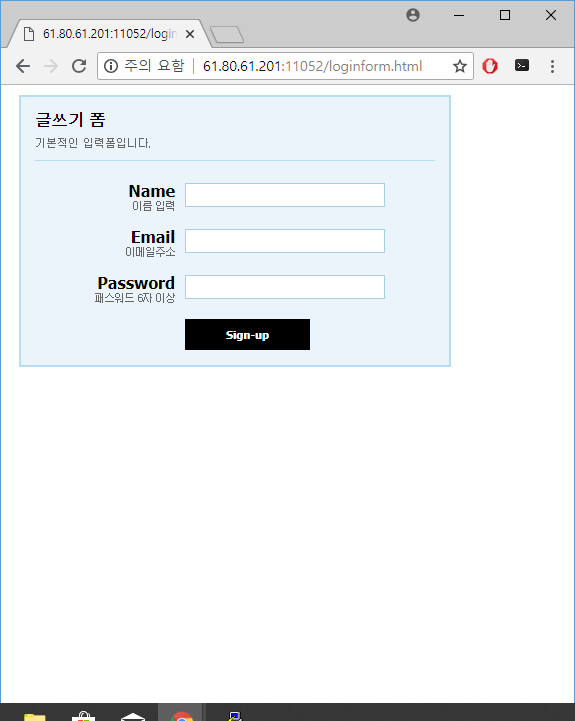 61.80.61.201:11052/login
주의 요함
61.80.61.201:11052/loginform.html
글쓰기 폼
기본적인 입력폼입니다.
Name
이름 입력
Email
이메일주소
Password
패스워드 6자 이상
Sign-up